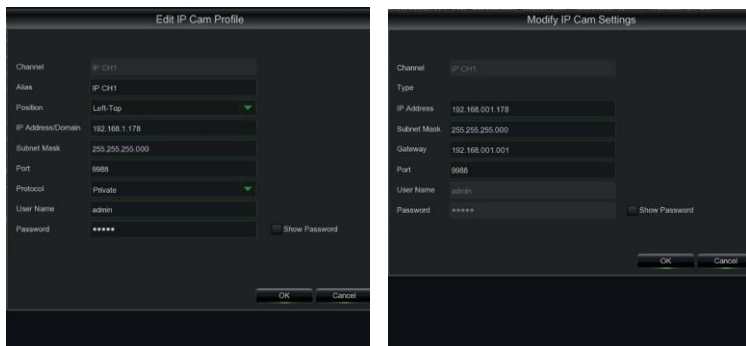 Edit IP Cam Profile
Channel IP CH1
Alias IP CH1
Position Left-Top
IP Address/Domain 192.168.1.178
Subnet Mask 255.255.255.000
Port 9988
Protocol Private
User Name admin
Password ●●●●● Show Password
OK Cancel
Modify IP Cam Settings
Channel IP CH1
Type
IP Address 192.168.001.178
Subnet Mask 255.255.255.000
Gateway 192.168.001.001
Port 9988
User Name admin
Password ●●●●● Show Password
OK Cancel